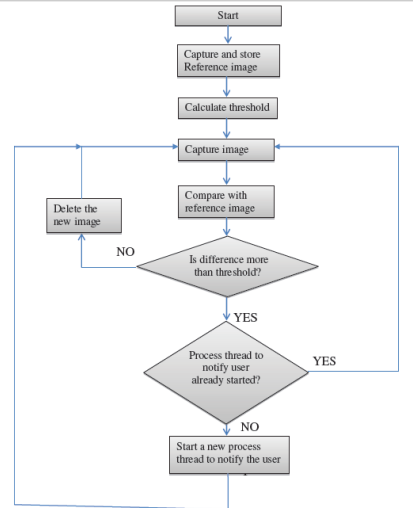 Start
Capture and store
Reference image
Calculate threshold
Capture image
Compare with
reference image
Delete the
new image
NO
Is difference more
than threshold?
YES
Process thread to
notify user
already started?
YES
NO
Start a new process
thread to notify the user